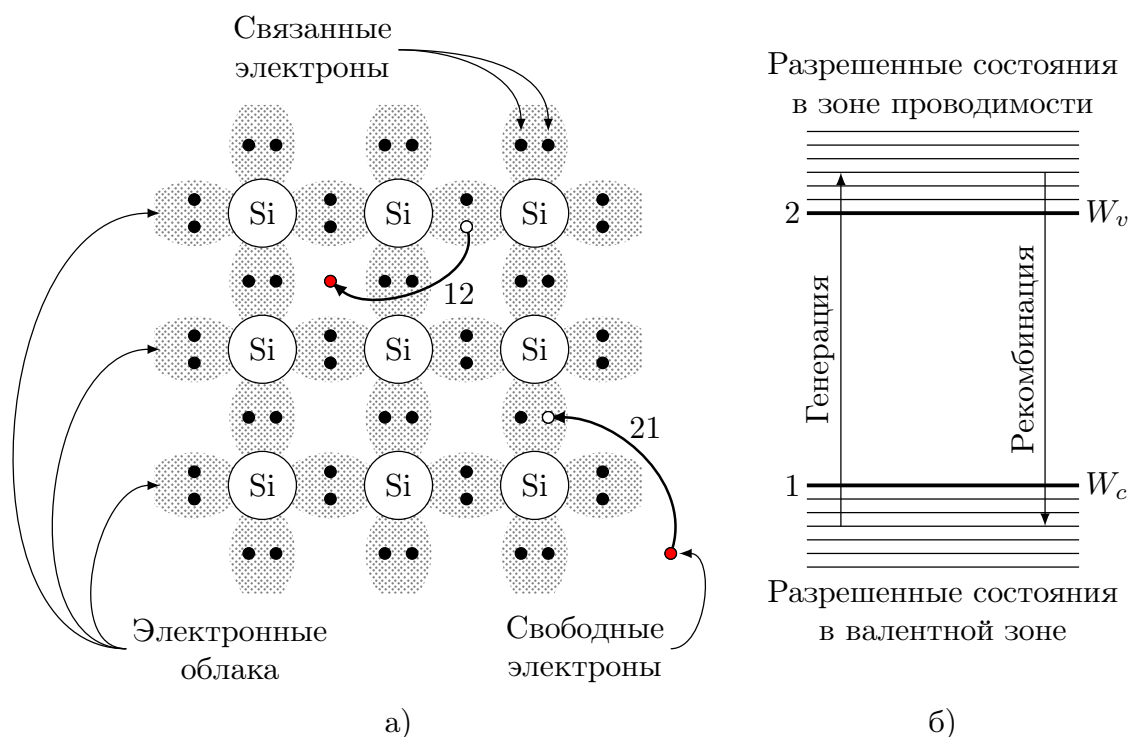 Связанные
электроны
Si Si Si
12
Si Si Si
21
Si Si Si
Электронные
облака
Свободные
электроны
а)
Разрешенные состояния
в зоне проводимости
2 W_v
Генерация
Рекомбинация
1 W_c
Разрешенные состояния
в валентной зоне
б)